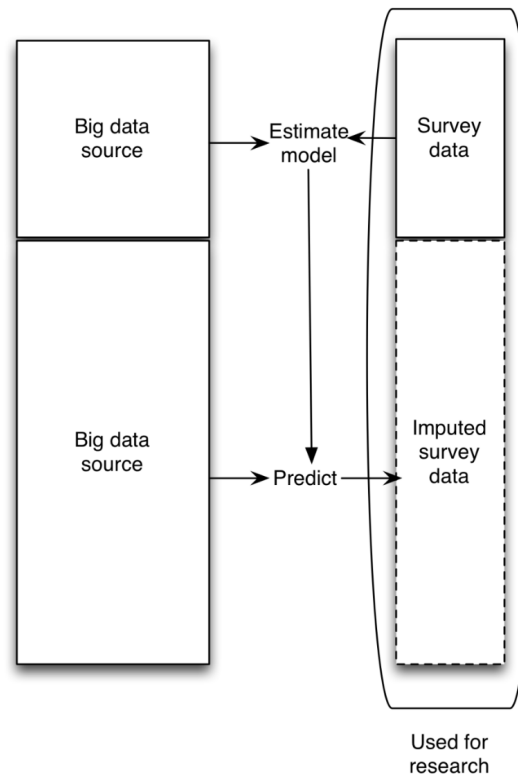 Big data
source
Estimate
model
Survey
data
Big data
source
Predict
Imputed
survey
data
Used for
research